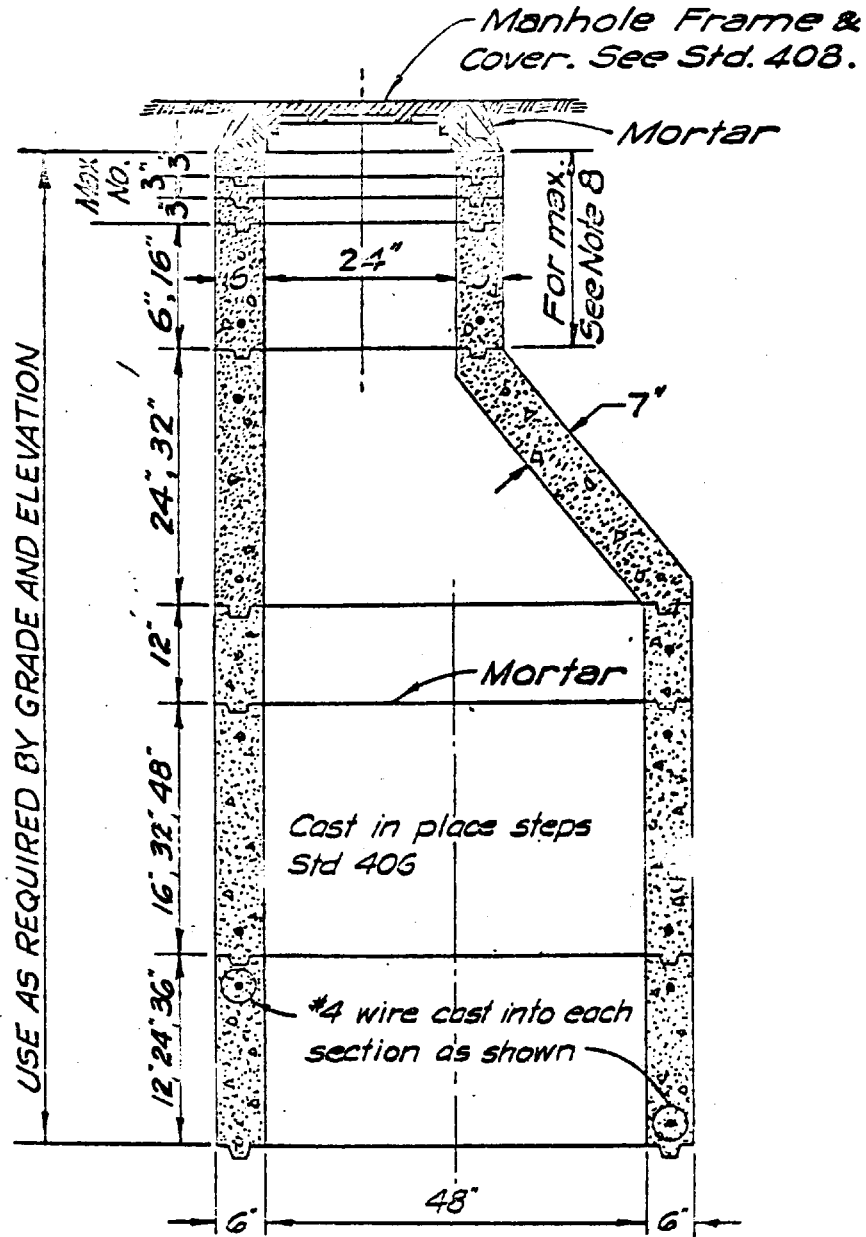 Manhole Frame &
Cover. See Std. 408.
Mortar
Max
No.
3" 3" 3"
For max.
See Note 8
24"
6", 16"
6 6
7"
24", 32"
USE AS REQUIRED BY GRADE AND ELEVATION
12"
Mortar
16", 32", 48"
Cast in place steps
Std 406
12" 24" 36"
#4 wire cast into each
section as shown
48"
6" 6"